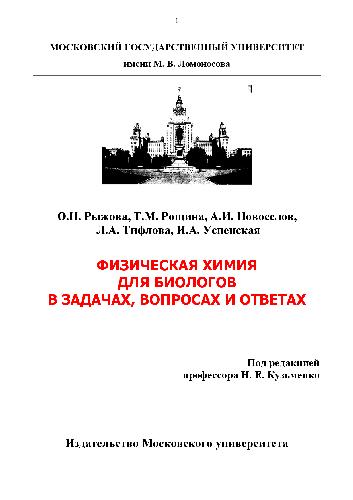 1
МОСКОВСКИЙ ГОСУДАРСТВЕННЫЙ УНИВЕРСИТЕТ
имени М. В. Ломоносова
О.Н. Рыжова, Т.М. Рощина, А.И. Новоселов,
Л.А. Тифлова, И.А. Успенская
ФИЗИЧЕСКАЯ ХИМИЯ
ДЛЯ БИОЛОГОВ
В ЗАДАЧАХ, ВОПРОСАХ И ОТВЕТАХ
Под редакцией
профессора Н. Е. Кузьменко
Издательство Московского университета